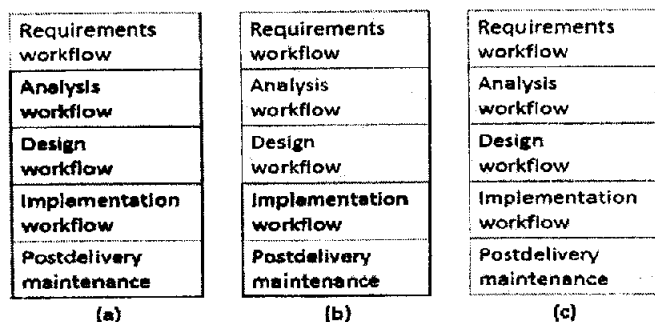 Requirements
workflow
Analysis
workflow
Design
workflow
Implementation
workflow
Postdelivery
maintenance
(a)
Requirements
workflow
Analysis
workflow
Design
workflow
Implementation
workflow
Postdelivery
maintenance
(b)
Requirements
workflow
Analysis
workflow
Design
workflow
Implementation
workflow
Postdelivery
maintenance
(c)